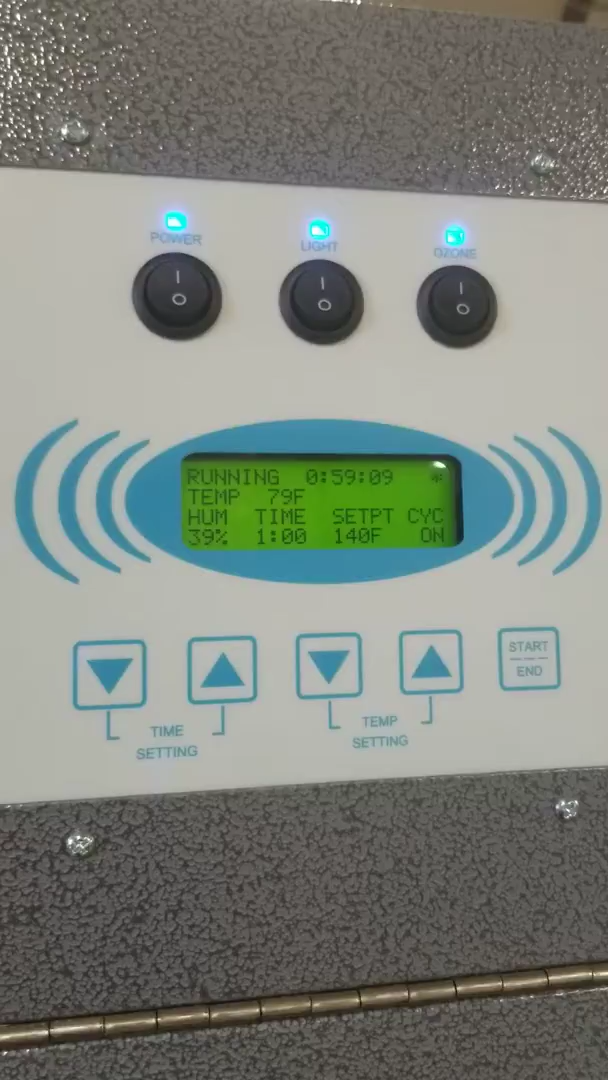 POWER LIGHT OZONE
RUNNING 0:59:09 *
TEMP 79F
HUM TIME SETPT CYC
39% 1:00 140F ON
START
END
TIME
SETTING
TEMP
SETTING